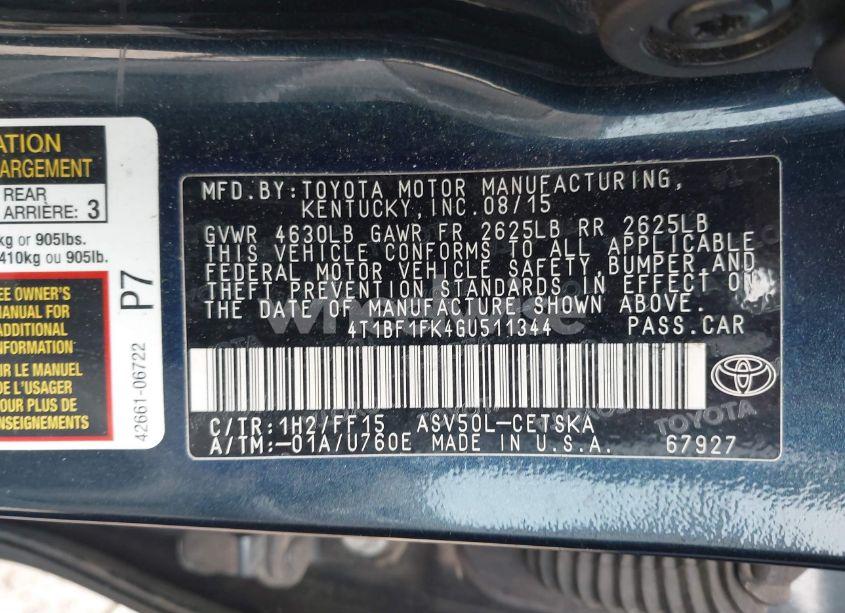 ATION
ARGEMENT
REAR
ARRIÈRE: 3
kg or 905lbs.
410kg ou 905lb.
EE OWNER'S
MANUAL FOR
ADDITIONAL
INFORMATION
OIR LE MANUEL
DE L'USAGER
POUR PLUS DE
NSEIGNEMENTS
P7
42661-06722
MFD.BY:TOYOTA MOTOR MANUFACTURING,
KENTUCKY,INC.08/15
GVWR 4630LB GAWR FR 2625LB RR 2625LB
THIS VEHICLE CONFORMS TO ALL APPLICABLE
FEDERAL MOTOR VEHICLE SAFETY,BUMPER,AND
THEFT PREVENTION STANDARDS IN EFFECT ON
THE DATE OF MANUFACTURE SHOWN ABOVE.
4T1BF1FK4GU511344 PASS.CAR
C/TR:1H2/FF15 ASV50L-CETSKA
A/TM:-01A/U760E MADE IN U.S.A. 67927